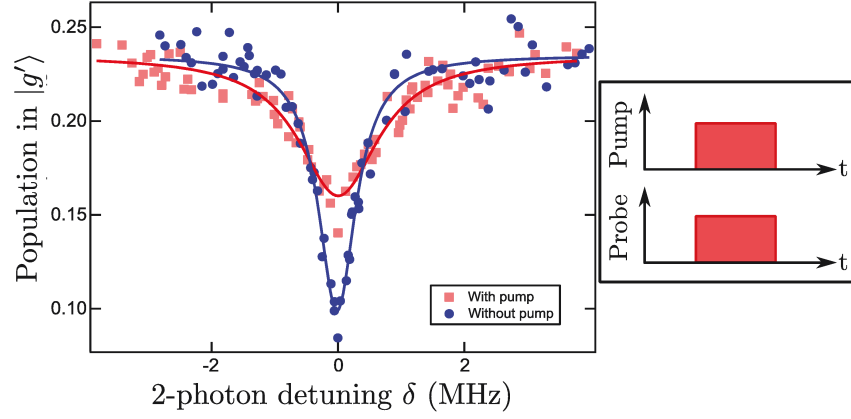 0.25
0.20
0.15
0.10
Population in |g′⟩
-2
0
2
2-photon detuning δ (MHz)
With pump
Without pump
Pump
t
Probe
t